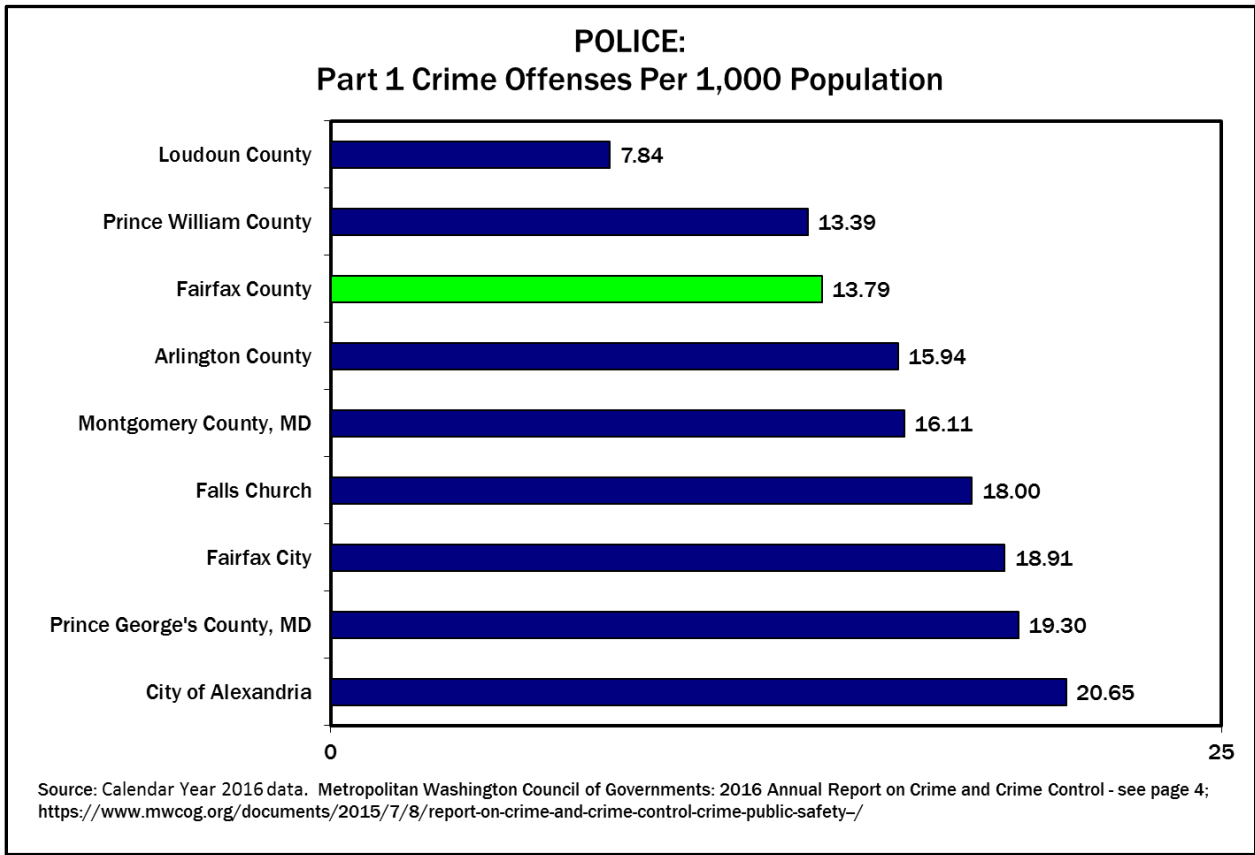 POLICE:
Part 1 Crime Offenses Per 1,000 Population
Loudoun County 7.84
Prince William County 13.39
Fairfax County 13.79
Arlington County 15.94
Montgomery County, MD 16.11
Falls Church 18.00
Fairfax City 18.91
Prince George's County, MD 19.30
City of Alexandria 20.65
0 25
Source: Calendar Year 2016 data. Metropolitan Washington Council of Governments: 2016 Annual Report on Crime and Crime Control - see page 4;
https://www.mwcog.org/documents/2015/7/8/report-on-crime-and-crime-control-crime-public-safety–/